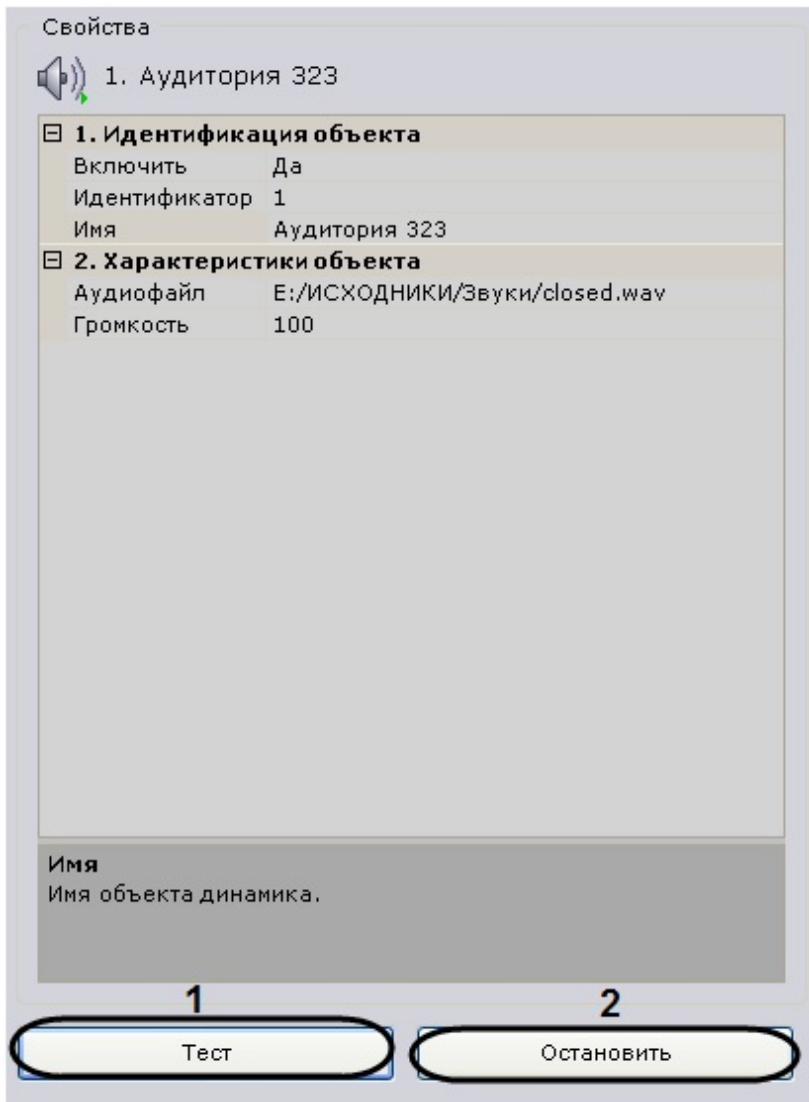 Свойства
1. Аудитория 323
1. Идентификация объекта
Включить Да
Идентификатор 1
Имя Аудитория 323
2. Характеристики объекта
Аудиофайл E:/ИСХОДНИКИ/Звуки/closed.wav
Громкость 100
Имя
Имя объекта динамика.
1 2
Тест Остановить